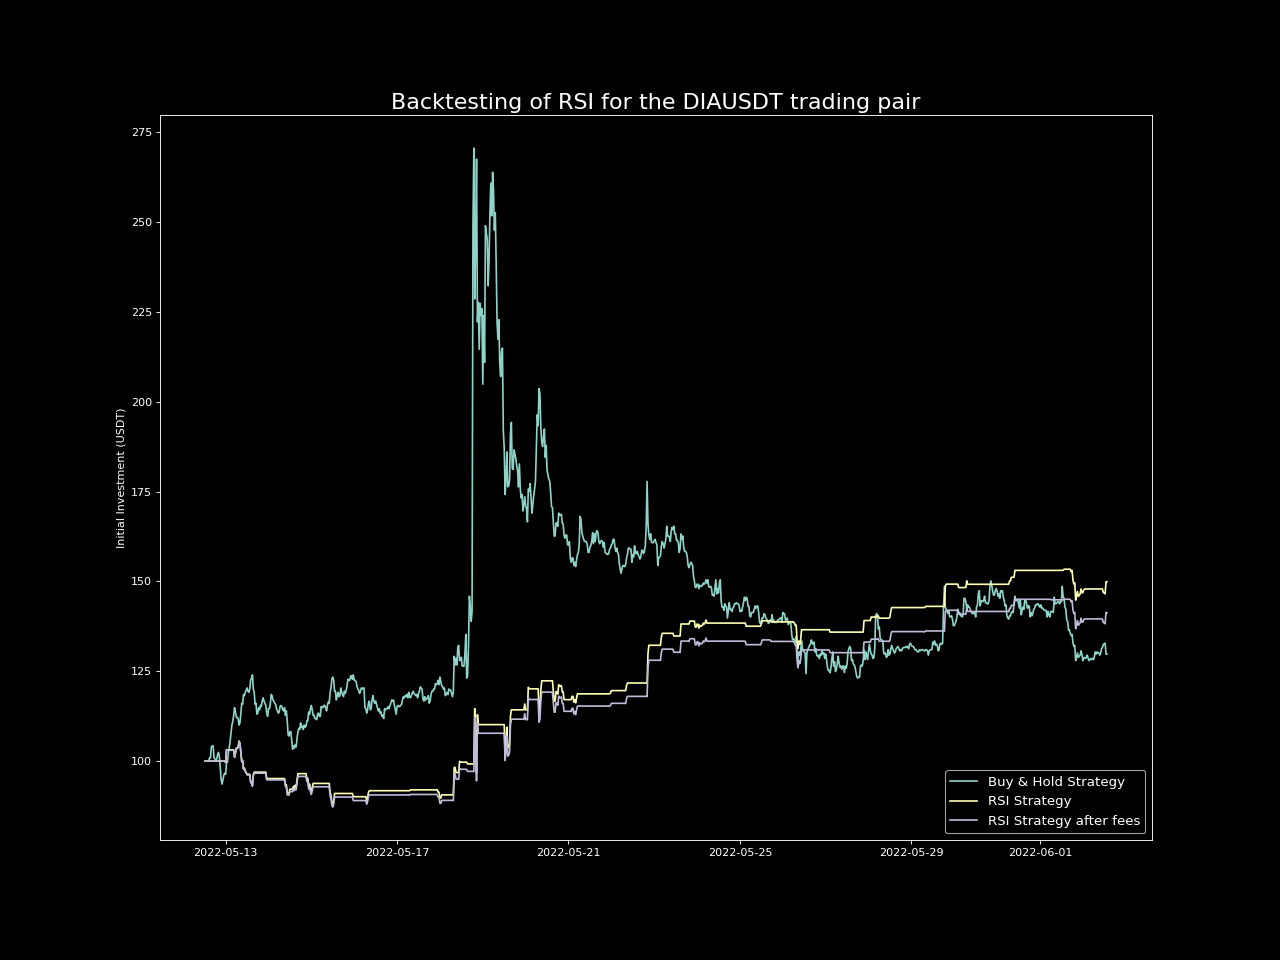 Backtesting of RSI for the DIAUSDT trading pair
Initial Investment (USDT)
275
250
225
200
175
150
125
100
2022-05-13
2022-05-17
2022-05-21
2022-05-25
2022-05-29
2022-06-01
Buy & Hold Strategy
RSI Strategy
RSI Strategy after fees